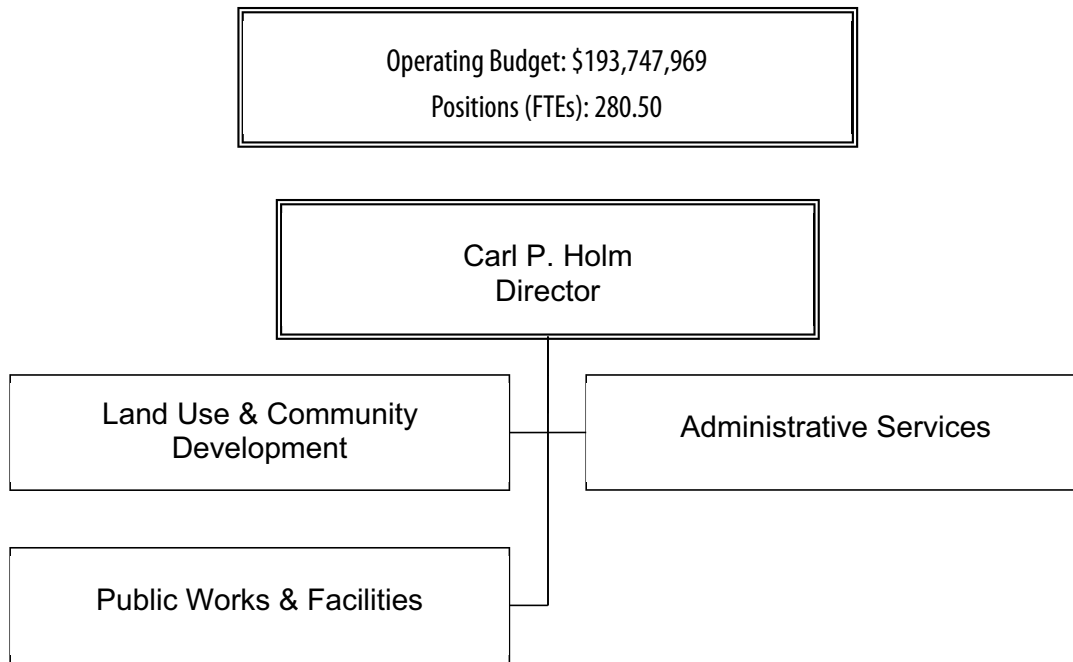 Operating Budget: $193,747,969
Positions (FTEs): 280.50
Carl P. Holm
Director
Land Use & Community
Development
Administrative Services
Public Works & Facilities